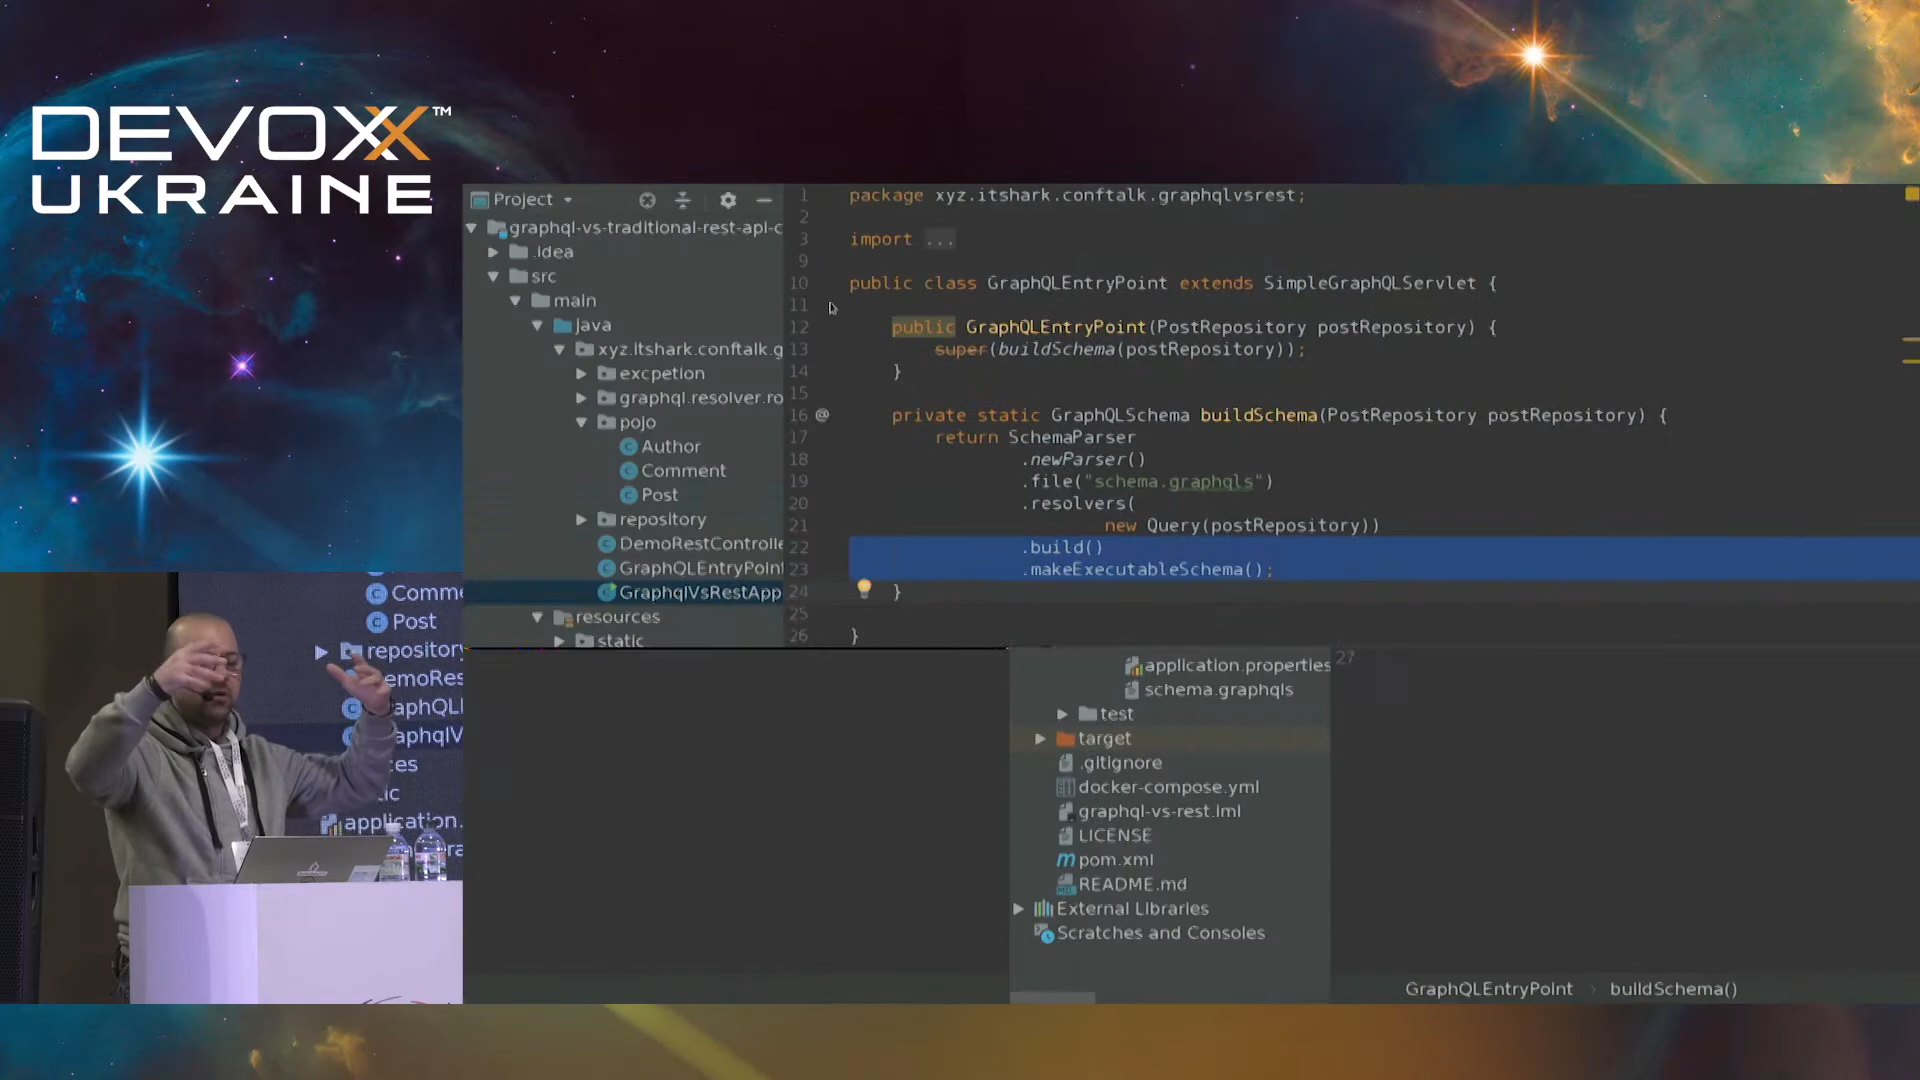 DEVOXX™
UKRAINE
Project
graphql-vs-traditional-rest-api-c
.idea
src
main
java
xyz.itshark.conftalk.g
excpetion
graphql.resolver.ro
pojo
Author
Comment
Post
repository
DemoRestControlle
GraphQLEntryPoint
GraphqlVsRestApp
resources
static
1 package xyz.itshark.conftalk.graphqlvsrest;
2
3 import ...
9
10 public class GraphQLEntryPoint extends SimpleGraphQLServlet {
11
12 public GraphQLEntryPoint(PostRepository postRepository) {
13 super(buildSchema(postRepository));
14 }
15
16 @ private static GraphQLSchema buildSchema(PostRepository postRepository) {
17 return SchemaParser
18 .newParser()
19 .file("schema.graphqls")
20 .resolvers(
21 new Query(postRepository))
22 .build()
23 .makeExecutableSchema();
24 }
25
26 }
27
application.properties
schema.graphqls
test
target
.gitignore
docker-compose.yml
graphql-vs-rest.iml
LICENSE
pom.xml
README.md
External Libraries
Scratches and Consoles
GraphQLEntryPoint › buildSchema()
Comme
Post
repository
emoRes
aphQLE
aphqlV
ces
tic
application.